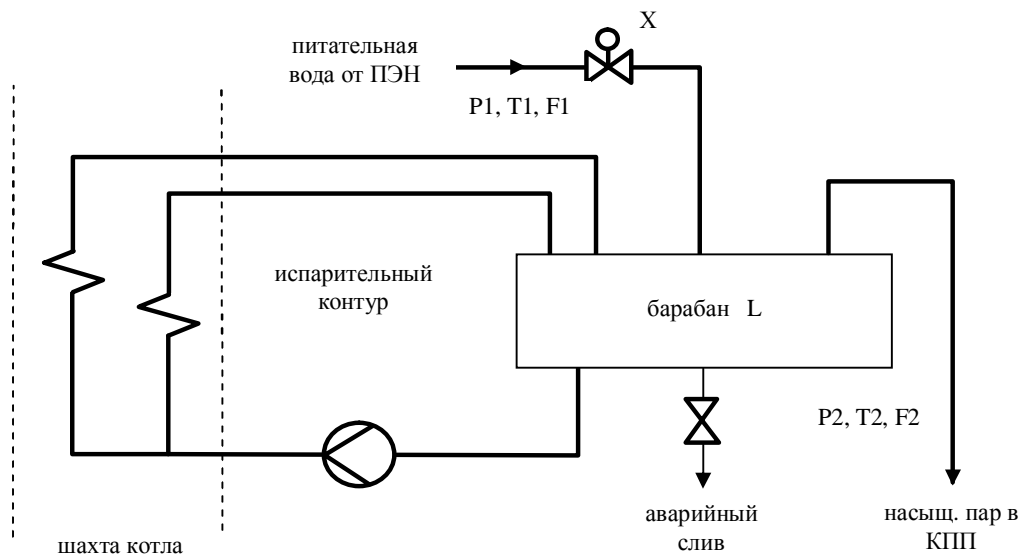 X
питательная
вода от ПЭН
P1, T1, F1
испарительный
контур
барабан L
P2, T2, F2
аварийный
слив
насыщ. пар в
КПП
шахта котла